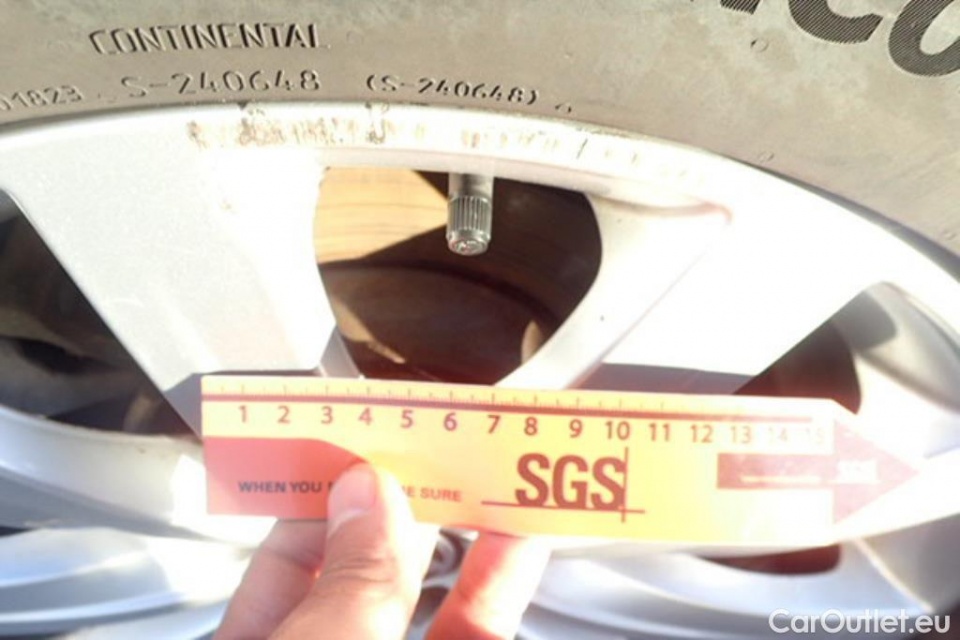 CONTINENTAL
01823 S-240648 (S-240648)
1 2 3 4 5 6 7 8 9 10 11 12 13 14 15
WHEN YOU SURE
SGS
CarOutlet.eu